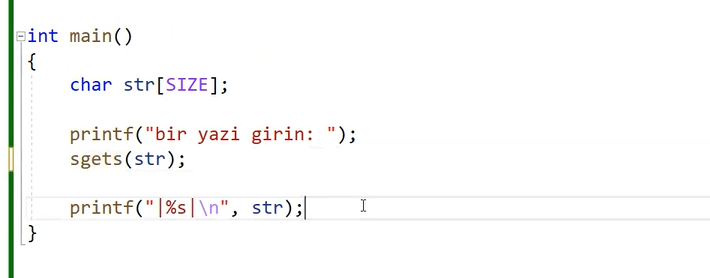 int main()
{
    char str[SIZE];
    printf("bir yazi girin: ");
    sgets(str);
    printf("|%s|\n", str);
}